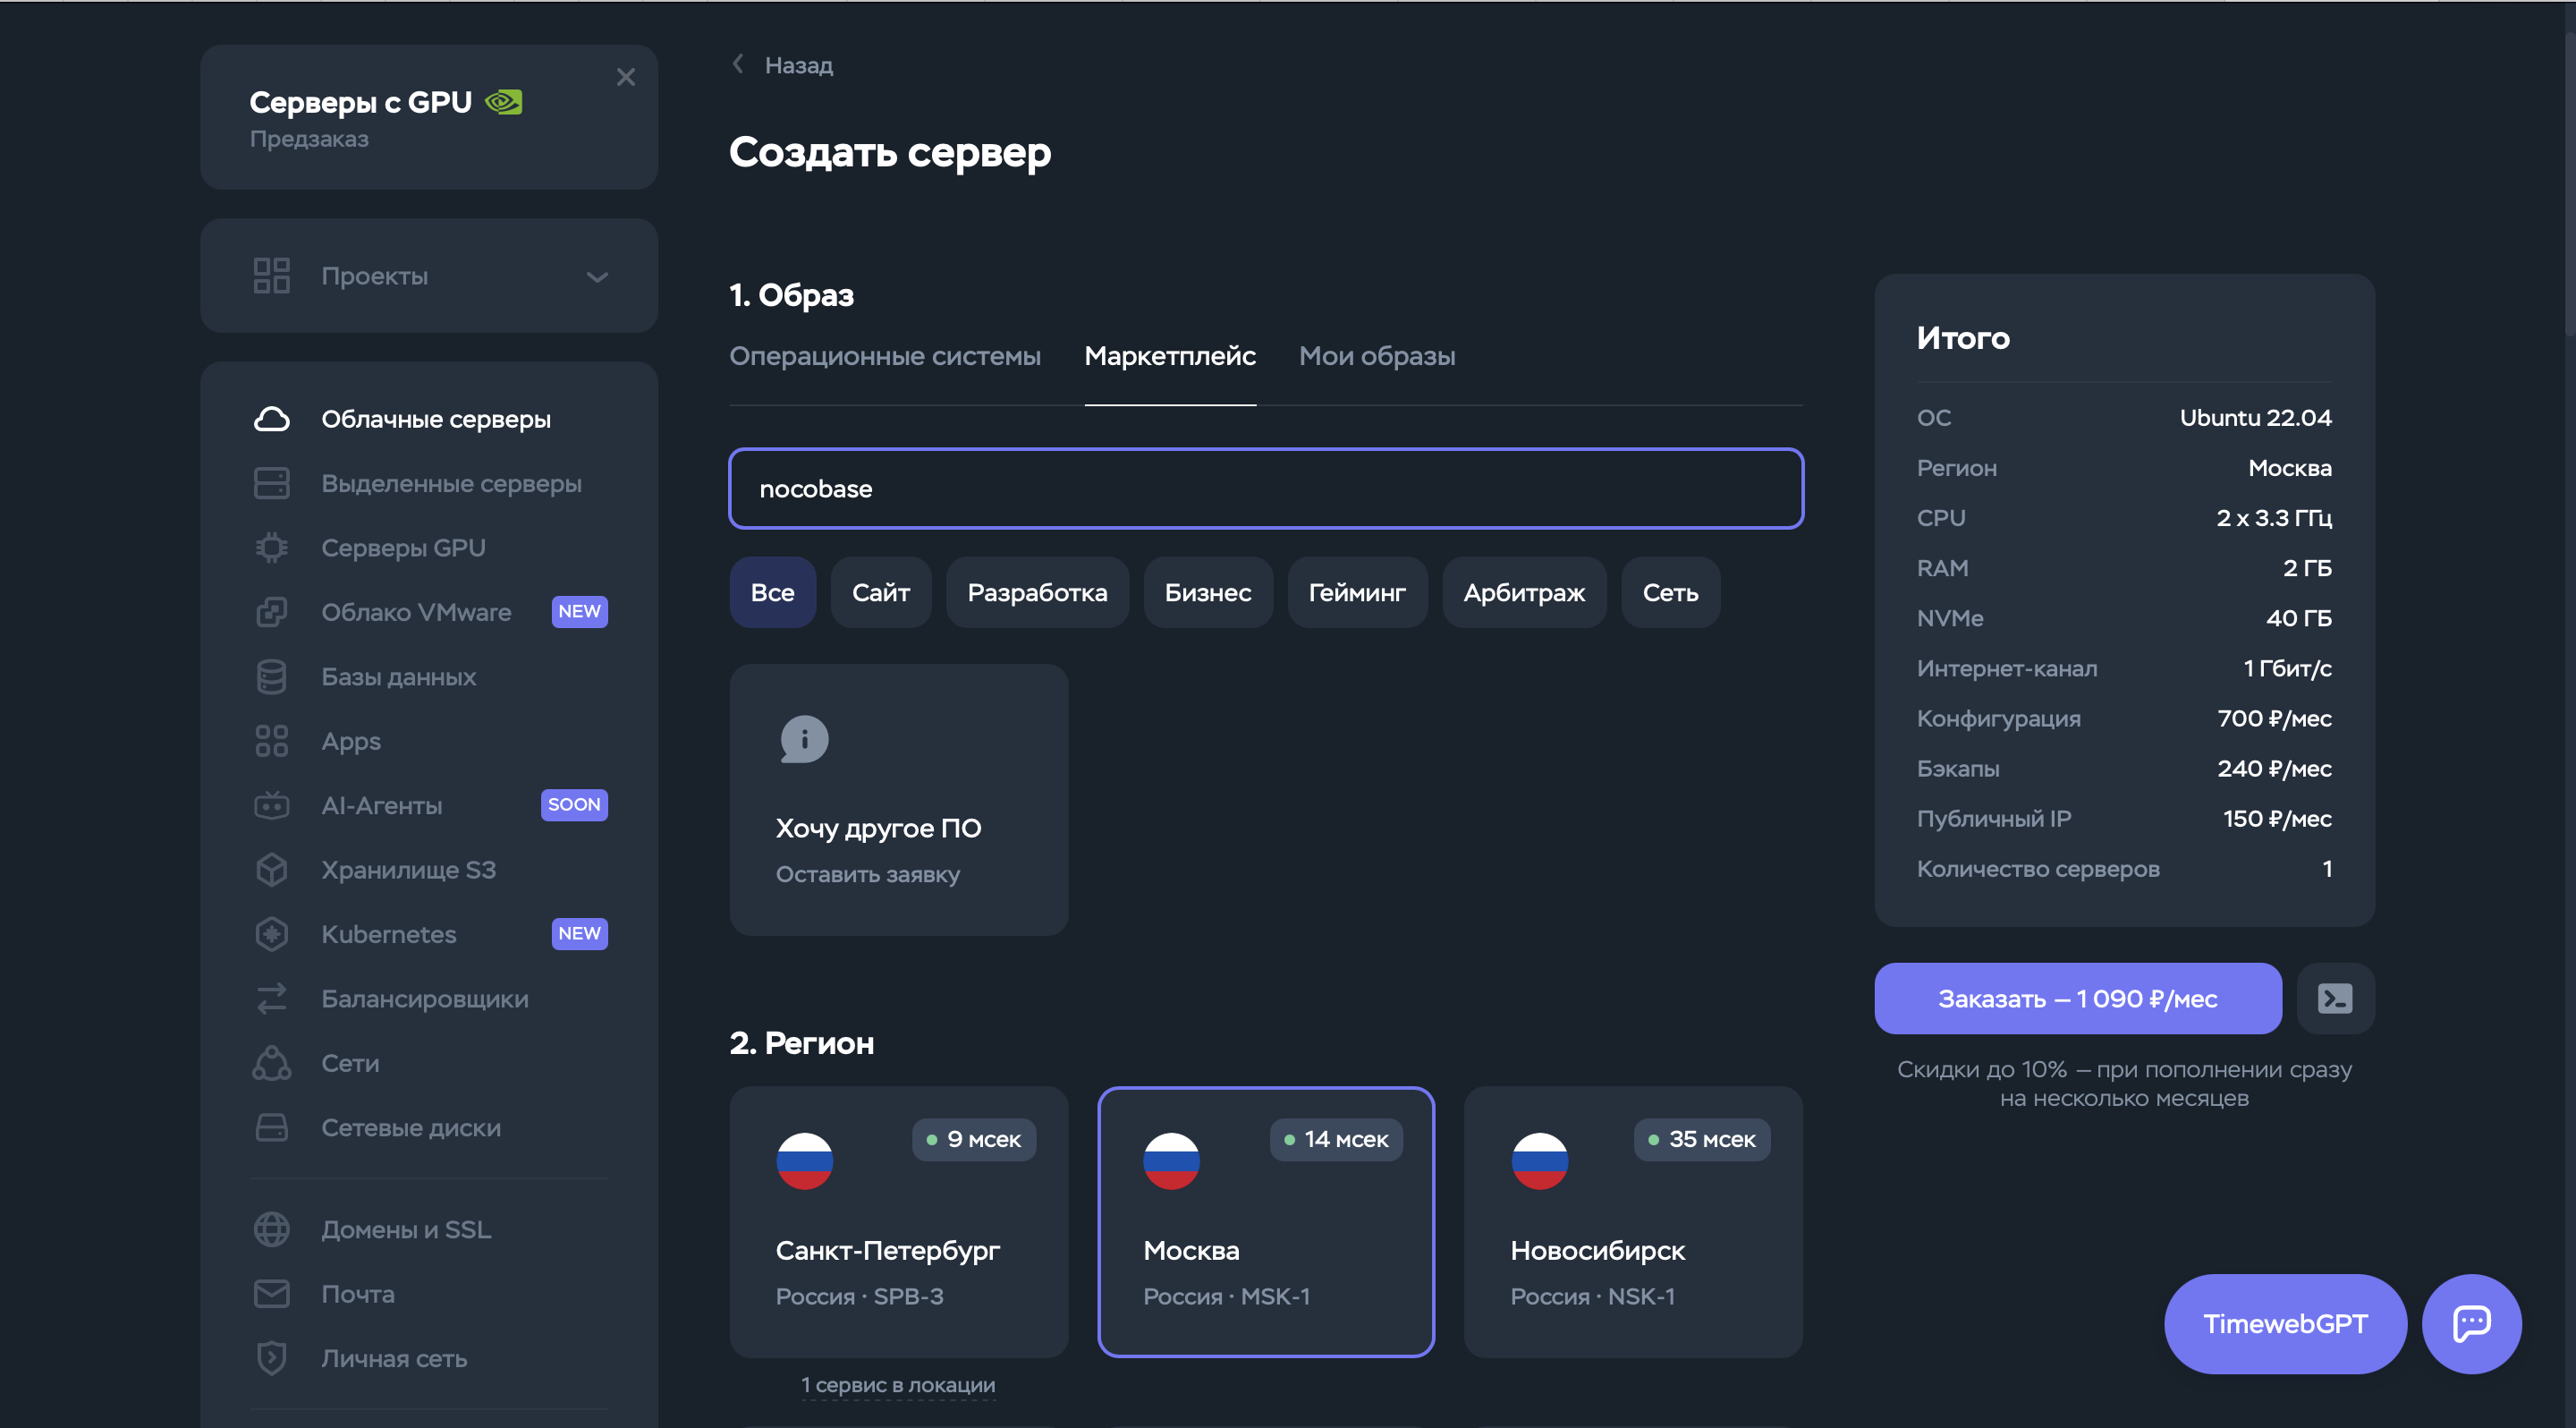 Серверы с GPU
Предзаказ
Проекты
Облачные серверы
Выделенные серверы
Серверы GPU
Облако VMware NEW
Базы данных
Apps
AI-Агенты SOON
Хранилище S3
Kubernetes NEW
Балансировщики
Сети
Сетевые диски
Домены и SSL
Почта
Личная сеть
Назад
Создать сервер
1. Образ
Операционные системы Маркетплейс Мои образы
nocobase
Все Сайт Разработка Бизнес Гейминг Арбитраж Сеть
Хочу другое ПО
Оставить заявку
2. Регион
9 мсек
Санкт-Петербург
Россия · SPB-3
1 сервис в локации
14 мсек
Москва
Россия · MSK-1
35 мсек
Новосибирск
Россия · NSK-1
Итого
ОС Ubuntu 22.04
Регион Москва
CPU 2 x 3.3 ГГц
RAM 2 ГБ
NVMe 40 ГБ
Интернет-канал 1 Гбит/с
Конфигурация 700 ₽/мес
Бэкапы 240 ₽/мес
Публичный IP 150 ₽/мес
Количество серверов 1
Заказать — 1 090 ₽/мес
Скидки до 10% — при пополнении сразу
на несколько месяцев
TimewebGPT